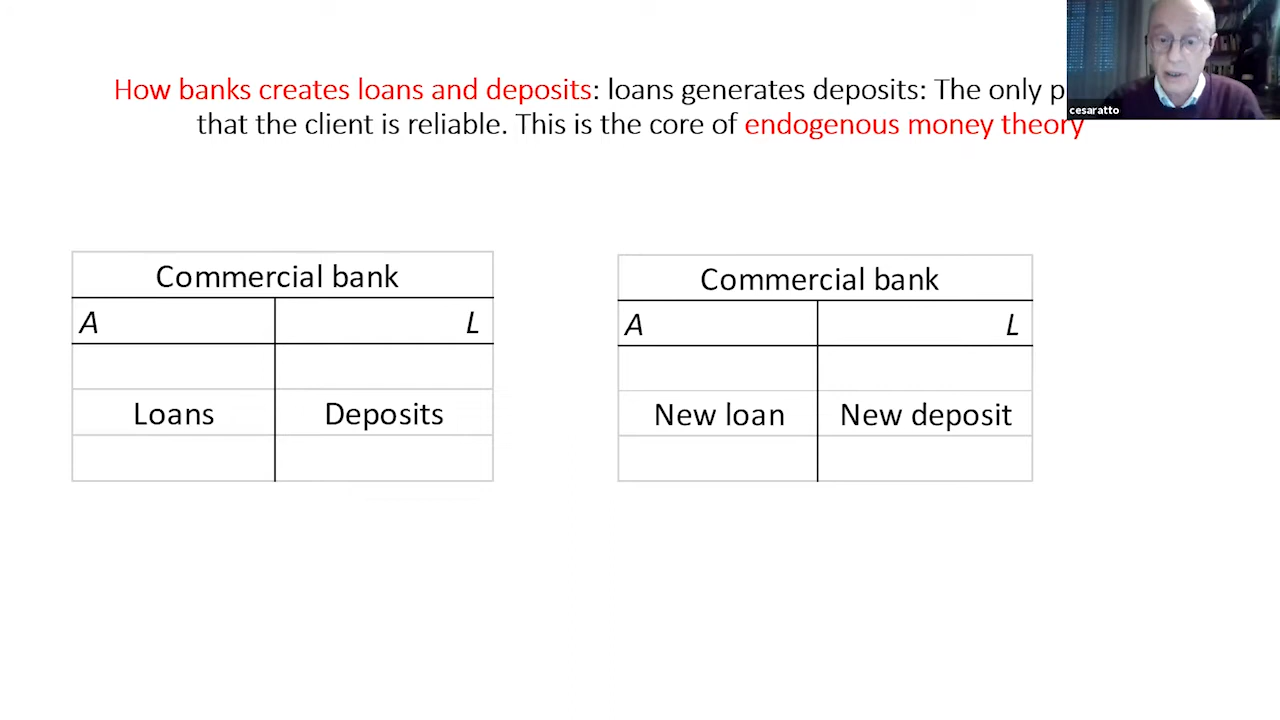 How banks creates loans and deposits: loans generates deposits: The only
that the client is reliable. This is the core of endogenous money theory
cesaratto
Commercial bank
A L
Loans Deposits
Commercial bank
A L
New loan New deposit